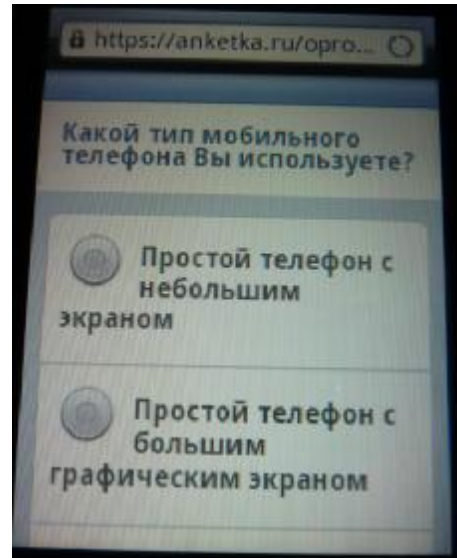 https://anketka.ru/opro...
Какой тип мобильного
телефона Вы используете?
Простой телефон с
небольшим
экраном
Простой телефон с
большим
графическим экраном